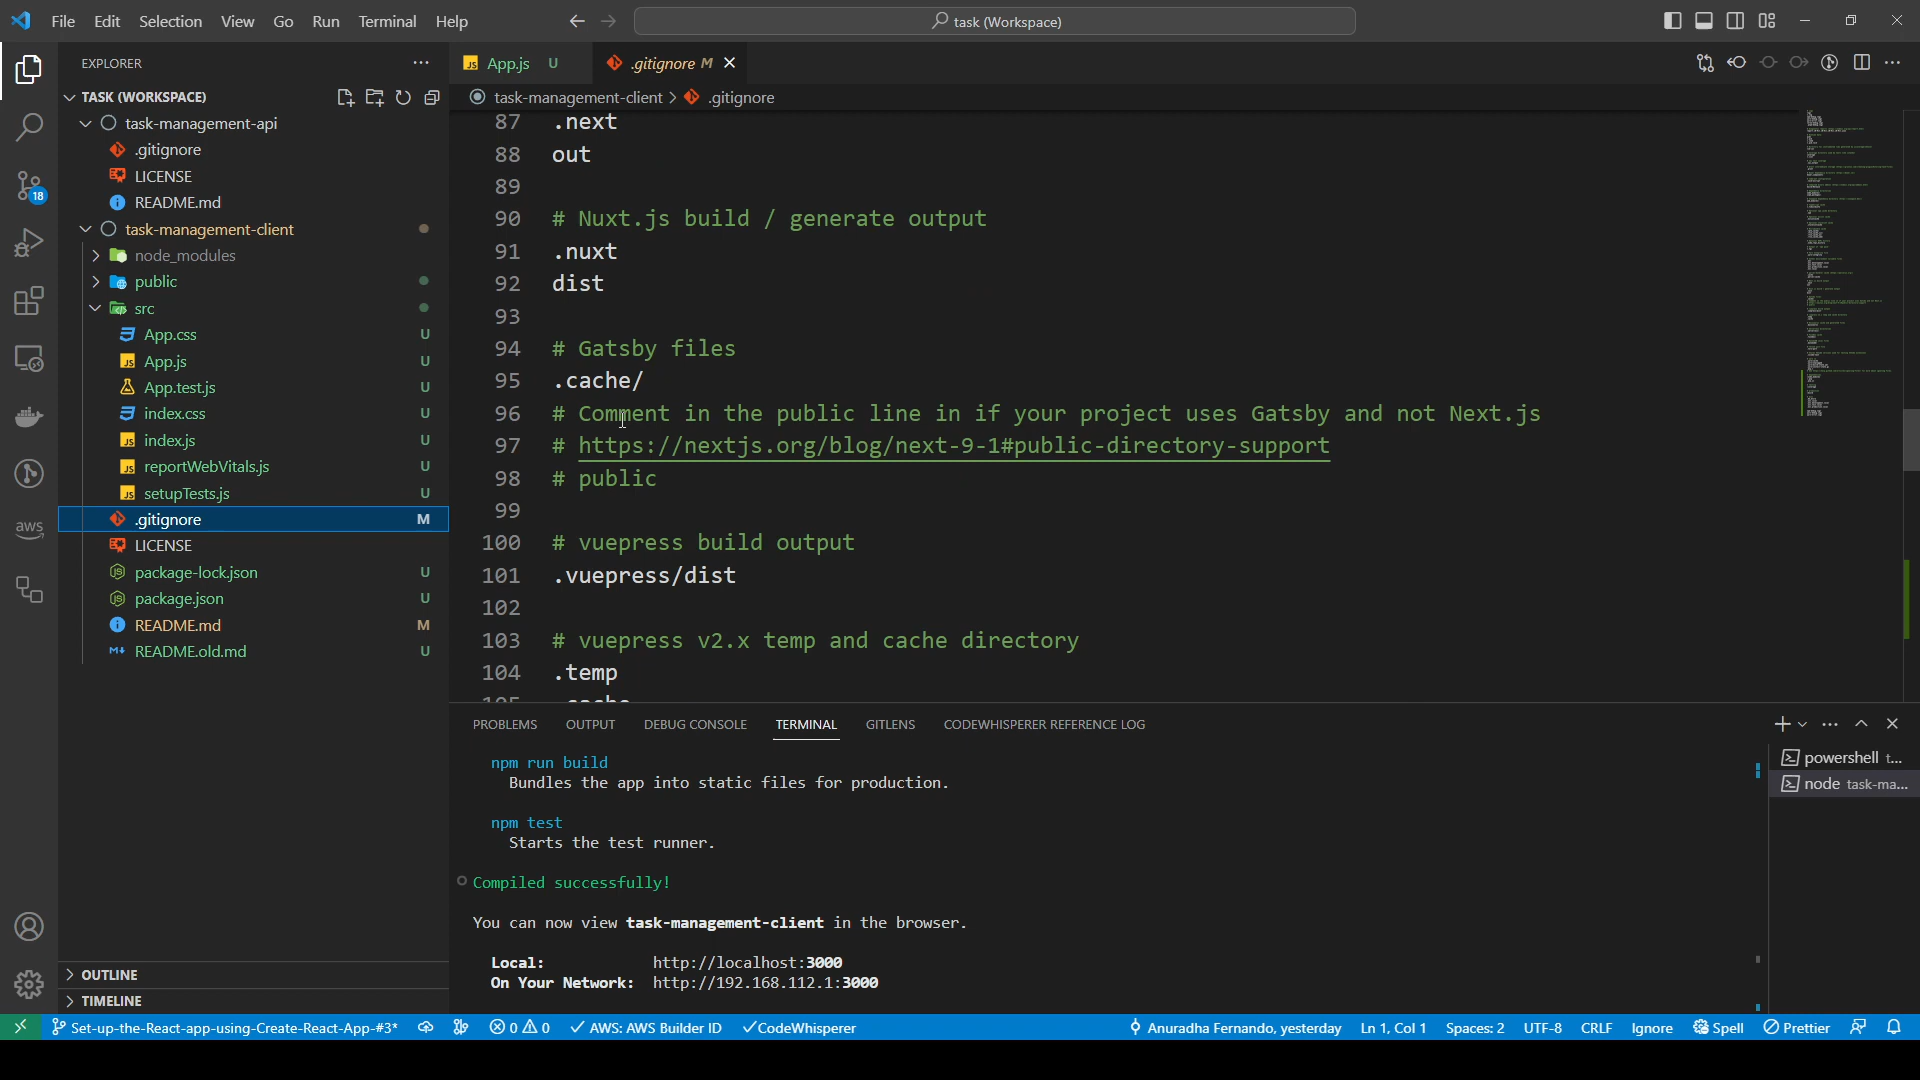 File Edit Selection View Go Run Terminal Help
task (Workspace)
EXPLORER
TASK (WORKSPACE)
task-management-api
.gitignore
LICENSE
README.md
task-management-client
node_modules
public
src
App.css U
App.js U
App.test.js U
index.css U
index.js U
reportWebVitals.js U
setupTests.js U
.gitignore M
LICENSE
package-lock.json U
package.json U
README.md M
README.old.md U
OUTLINE
TIMELINE
18
aws
App.js U .gitignore M
task-management-client > .gitignore
87 .next
88 out
89
90 # Nuxt.js build / generate output
91 .nuxt
92 dist
93
94 # Gatsby files
95 .cache/
96 # Comment in the public line in if your project uses Gatsby and not Next.js
97 # https://nextjs.org/blog/next-9-1#public-directory-support
98 # public
99
100 # vuepress build output
101 .vuepress/dist
102
103 # vuepress v2.x temp and cache directory
104 .temp
105 .cache
PROBLEMS OUTPUT DEBUG CONSOLE TERMINAL GITLENS CODEWHISPERER REFERENCE LOG
npm run build
Bundles the app into static files for production.
npm test
Starts the test runner.
Compiled successfully!
You can now view task-management-client in the browser.
Local: http://localhost:3000
On Your Network: http://192.168.112.1:3000
powershell t...
node task-ma...
Set-up-the-React-app-using-Create-React-App-#3* 0 0 AWS: AWS Builder ID CodeWhisperer Anuradha Fernando, yesterday Ln 1, Col 1 Spaces: 2 UTF-8 CRLF Ignore Spell Prettier